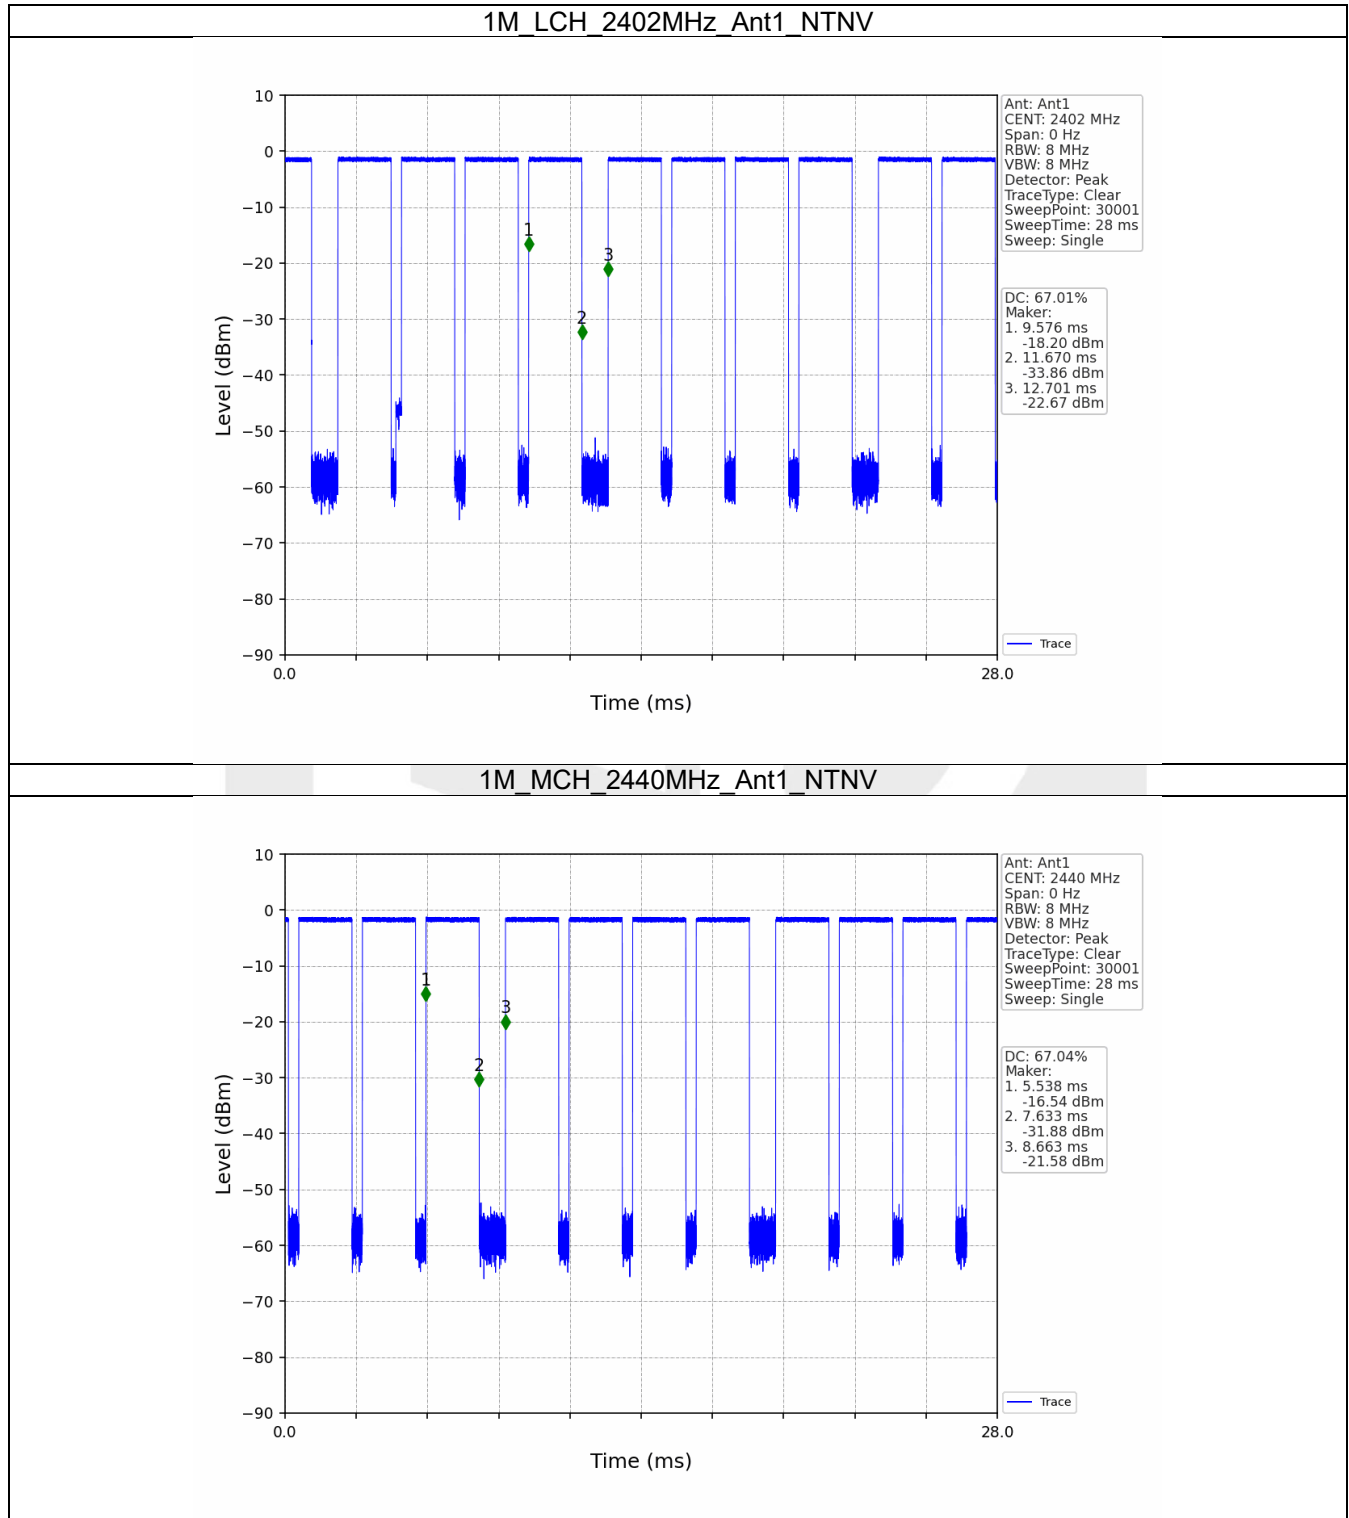 1M_LCH_2402MHz_Ant1_NTNV
10
0
−10
−20
−30
−40
−50
−60
−70
−80
−90
Level (dBm)
1
2
3
0.0
28.0
Time (ms)
Ant: Ant1
CENT: 2402 MHz
Span: 0 Hz
RBW: 8 MHz
VBW: 8 MHz
Detector: Peak
TraceType: Clear
SweepPoint: 30001
SweepTime: 28 ms
Sweep: Single
DC: 67.01%
Maker:
1. 9.576 ms
-18.20 dBm
2. 11.670 ms
-33.86 dBm
3. 12.701 ms
-22.67 dBm
Trace
1M_MCH_2440MHz_Ant1_NTNV
10
0
−10
−20
−30
−40
−50
−60
−70
−80
−90
Level (dBm)
1
2
3
0.0
28.0
Time (ms)
Ant: Ant1
CENT: 2440 MHz
Span: 0 Hz
RBW: 8 MHz
VBW: 8 MHz
Detector: Peak
TraceType: Clear
SweepPoint: 30001
SweepTime: 28 ms
Sweep: Single
DC: 67.04%
Maker:
1. 5.538 ms
-16.54 dBm
2. 7.633 ms
-31.88 dBm
3. 8.663 ms
-21.58 dBm
Trace